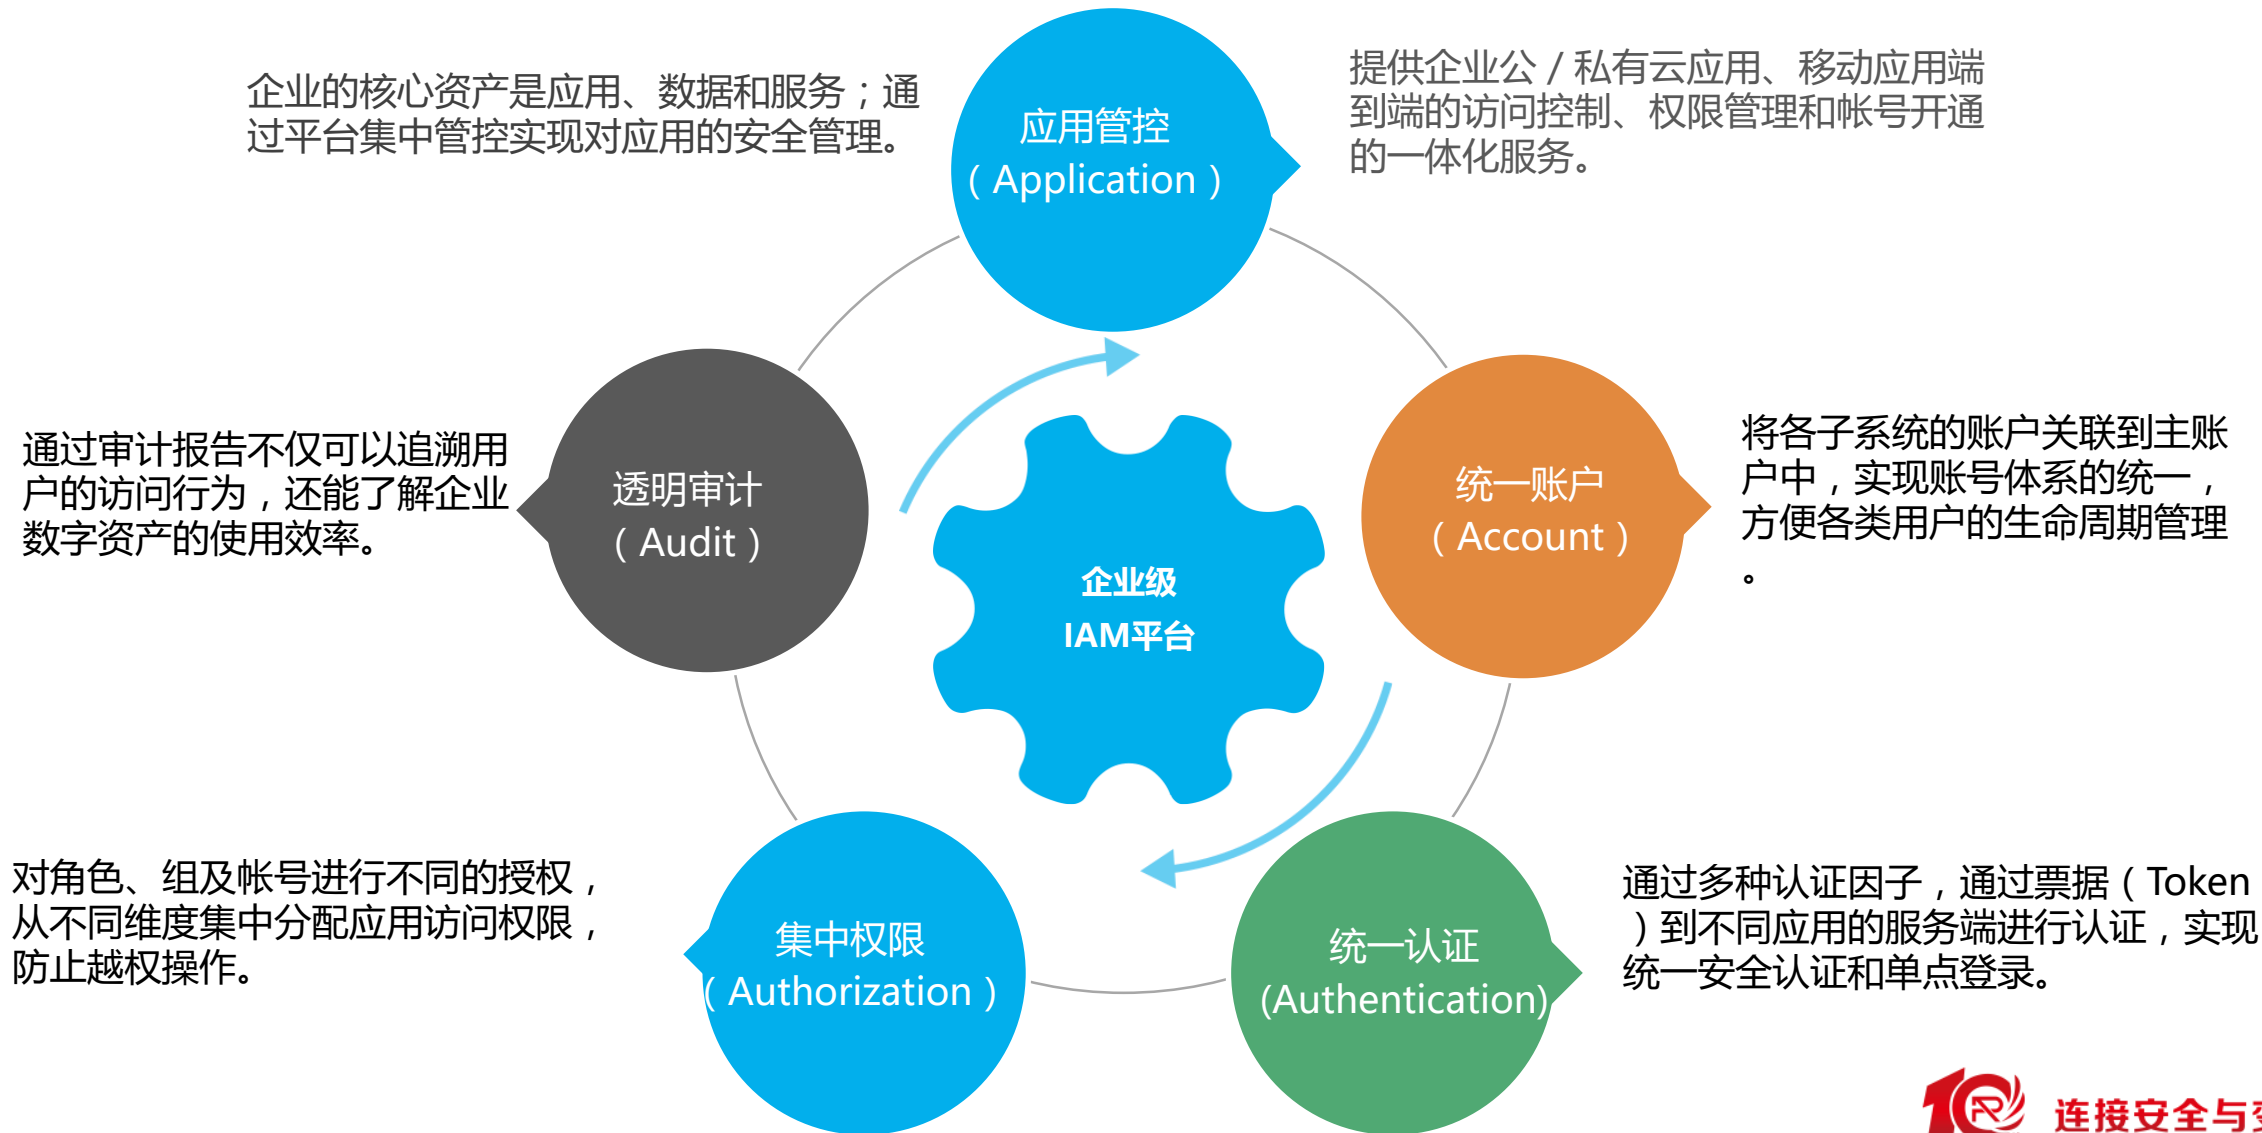 企业的核心资产是应用、数据和服务；通
过平台集中管控实现对应用的安全管理。
应用管控
（Application）
提供企业公／私有云应用、移动应用端
到端的访问控制、权限管理和帐号开通
的一体化服务。
通过审计报告不仅可以追溯用
户的访问行为，还能了解企业
数字资产的使用效率。
透明审计
（Audit）
企业级
IAM平台
统一账户
（Account）
将各子系统的账户关联到主账
户中，实现账号体系的统一，
方便各类用户的生命周期管理
。
对角色、组及帐号进行不同的授权，
从不同维度集中分配应用访问权限，
防止越权操作。
集中权限
（Authorization）
统一认证
(Authentication)
通过多种认证因子，通过票据（Token
）到不同应用的服务端进行认证，实现
统一安全认证和单点登录。
连接安全与